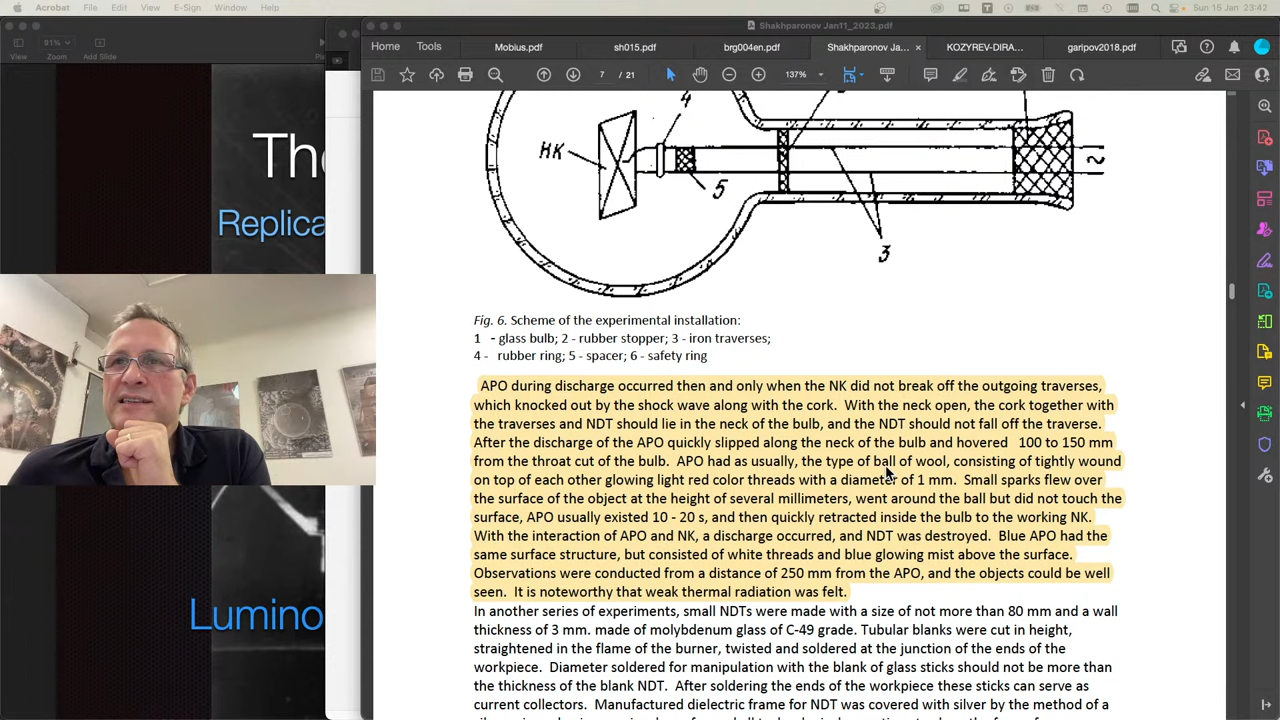 Acrobat File Edit View E-Sign Window Help
Sun 15 Jan 23:42
91%
View Zoom Add Slide
Shakhparonov Jan11_2023.pdf
Home Tools Mobius.pdf sh015.pdf brg004en.pdf Shakhparonov Ja... × KOZYREV-DIRA... garipov2018.pdf
7 / 21 137%
The
Replica
Lumino
4
НК
5
3
~
Fig. 6. Scheme of the experimental installation:
1 - glass bulb; 2 - rubber stopper; 3 - iron traverses;
4 - rubber ring; 5 - spacer; 6 - safety ring
APO during discharge occurred then and only when the NK did not break off the outgoing traverses,
which knocked out by the shock wave along with the cork. With the neck open, the cork together with
the traverses and NDT should lie in the neck of the bulb, and the NDT should not fall off the traverse.
After the discharge of the APO quickly slipped along the neck of the bulb and hovered 100 to 150 mm
from the throat cut of the bulb. APO had as usually, the type of ball of wool, consisting of tightly wound
on top of each other glowing light red color threads with a diameter of 1 mm. Small sparks flew over
the surface of the object at the height of several millimeters, went around the ball but did not touch the
surface, APO usually existed 10 - 20 s, and then quickly retracted inside the bulb to the working NK.
With the interaction of APO and NK, a discharge occurred, and NDT was destroyed. Blue APO had the
same surface structure, but consisted of white threads and blue glowing mist above the surface.
Observations were conducted from a distance of 250 mm from the APO, and the objects could be well
seen. It is noteworthy that weak thermal radiation was felt.
In another series of experiments, small NDTs were made with a size of not more than 80 mm and a wall
thickness of 3 mm. made of molybdenum glass of C-49 grade. Tubular blanks were cut in height,
straightened in the flame of the burner, twisted and soldered at the junction of the ends of the
workpiece. Diameter soldered for manipulation with the blank of glass sticks should not be more than
the thickness of the blank NDT. After soldering the ends of the workpiece these sticks can serve as
current collectors. Manufactured dielectric frame for NDT was covered with silver by the method of a